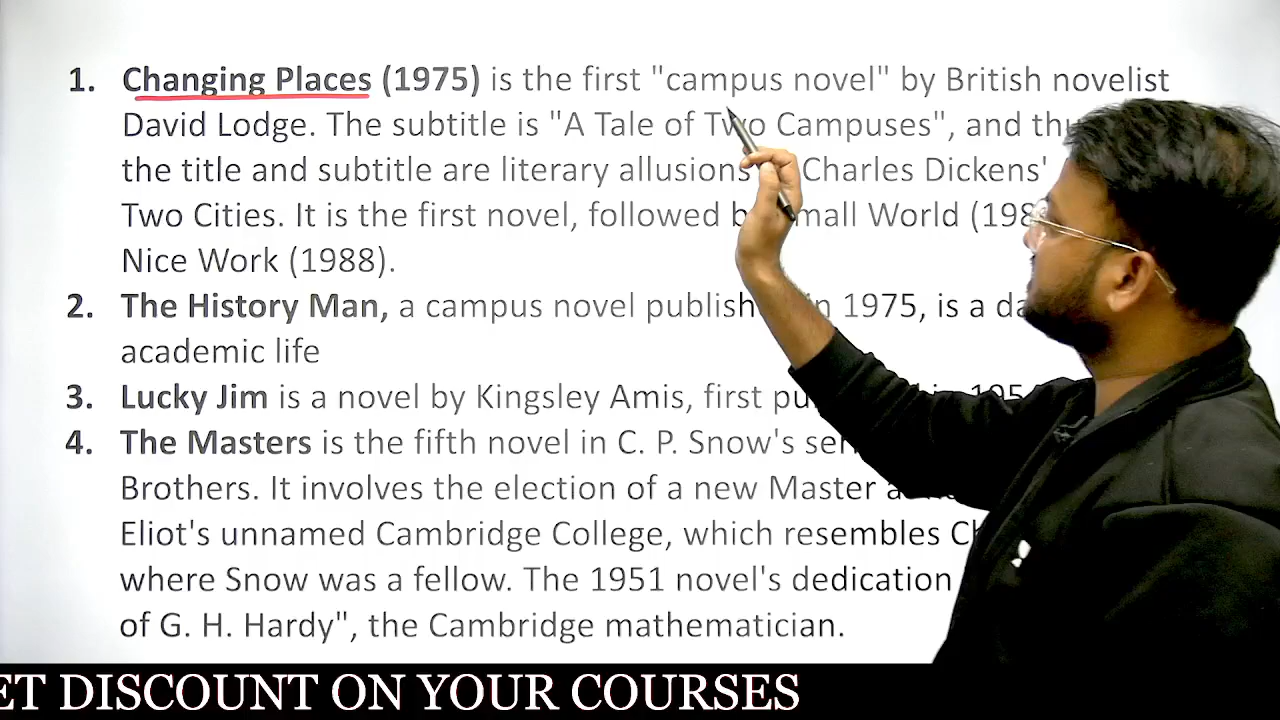 1. Changing Places (1975) is the first "campus novel" by British novelist
David Lodge. The subtitle is "A Tale of Two Campuses", and
the title and subtitle are literary allusions Charles Dickens'
Two Cities. It is the first novel, followed Small World
Nice Work (1988).
2. The History Man, a campus novel in 1975, is a
academic life
3. Lucky Jim is a novel by Kingsley Amis, first
4. The Masters is the fifth novel in C. P. Snow's
Brothers. It involves the election of a new Master
Eliot's unnamed Cambridge College, which resembles
where Snow was a fellow. The 1951 novel's dedication
of G. H. Hardy", the Cambridge mathematician.
DISCOUNT ON YOUR COURSES